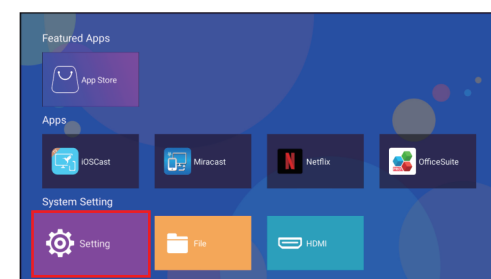 Featured Apps
App Store
Apps
iOSCast
Miracast
Netflix
OfficeSuite
System Setting
Setting
File
HDMI